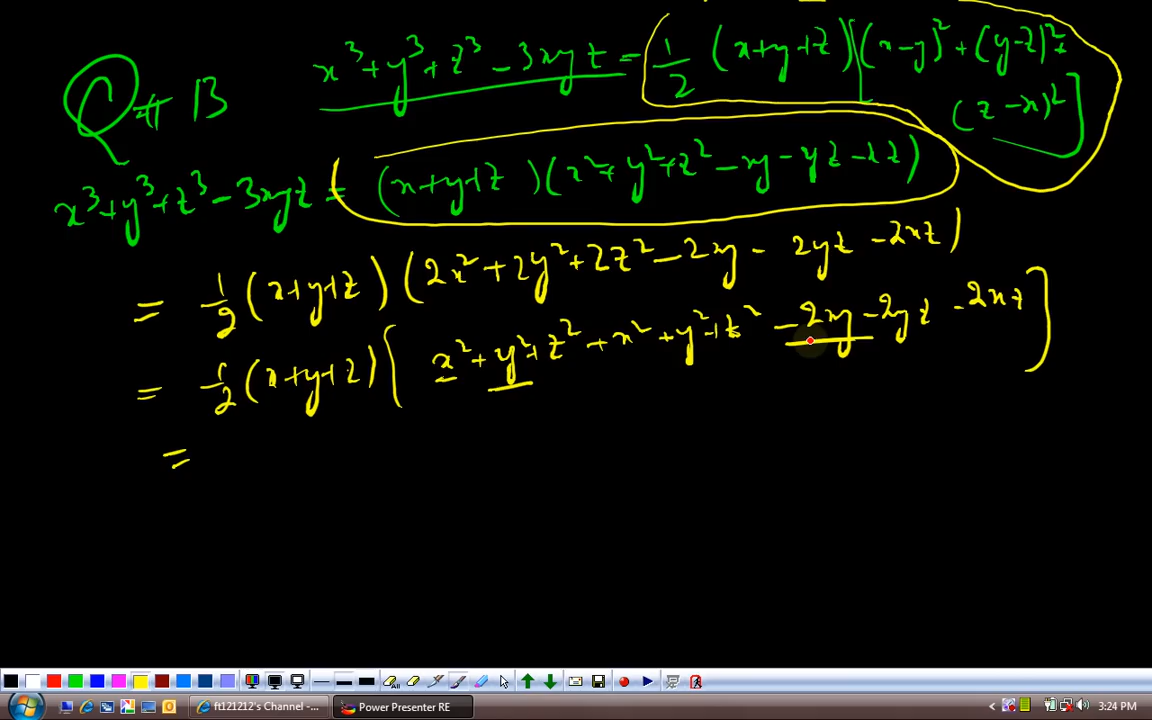 x³+y³+z³-3xyz = 1/2 (x+y+z)[(x-y)²+(y-z)²+
Q# 13
(z-x)²]
x³+y³+z³-3xyz = (x+y+z)(x²+y²+z²-xy-yz-xz)
= 1/2 (x+y+z)(2x²+2y²+2z²-2xy-2yz-2xz)
= 1/2 (x+y+z)[x²+y²+z²+x²+y²+z²-2xy-2yz-2xz]
=
ft121212's Channel -...
Power Presenter RE
3:24 PM